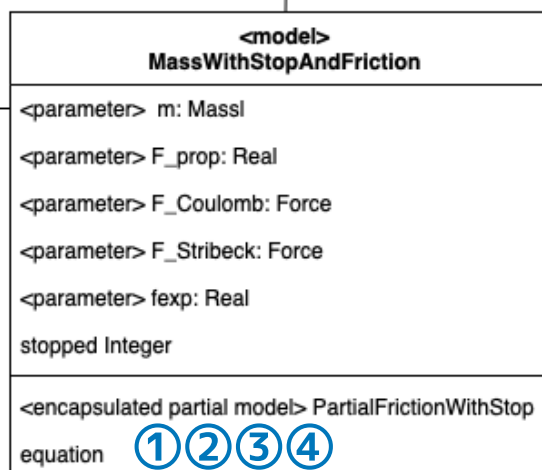 <model>
MassWithStopAndFriction
<parameter> m: Massl
<parameter> F_prop: Real
<parameter> F_Coulomb: Force
<parameter> F_Stribeck: Force
<parameter> fexp: Real
stopped Integer
<encapsulated partial model> PartialFrictionWithStop
equation ①②③④